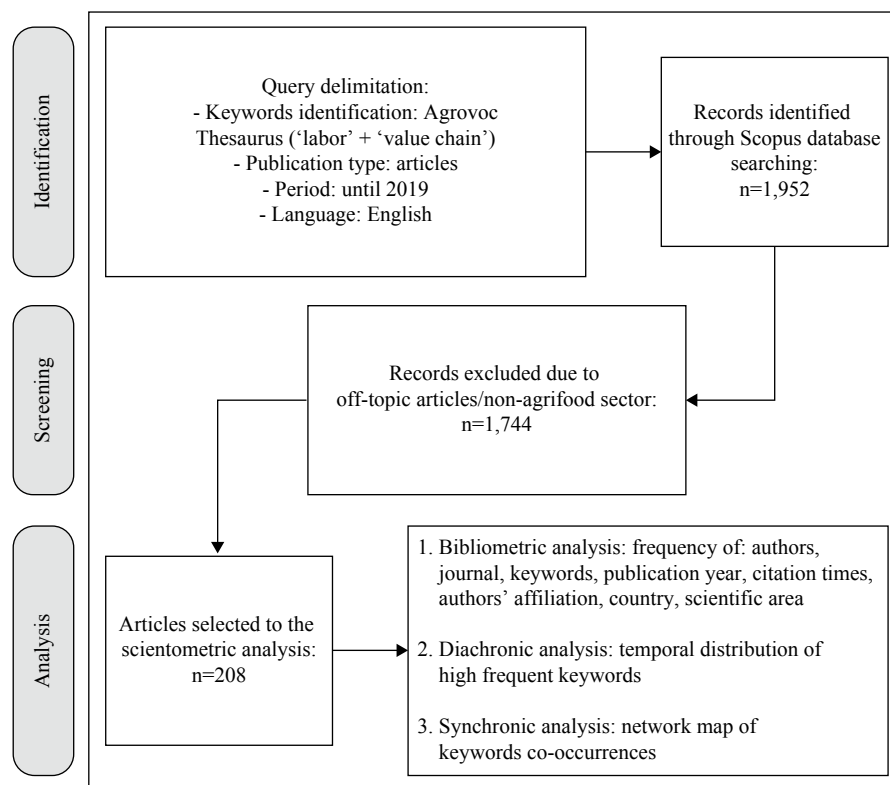 Identification
Query delimitation:
- Keywords identification: Agrovoc
Thesaurus (‘labor’ + ‘value chain’)
- Publication type: articles
- Period: until 2019
- Language: English
Records identified
through Scopus database
searching:
n=1,952
Screening
Records excluded due to
off-topic articles/non-agrifood sector:
n=1,744
Analysis
Articles selected to the
scientometric analysis:
n=208
1. Bibliometric analysis: frequency of: authors,
journal, keywords, publication year, citation times,
authors’ affiliation, country, scientific area
2. Diachronic analysis: temporal distribution of
high frequent keywords
3. Synchronic analysis: network map of
keywords co-occurrences